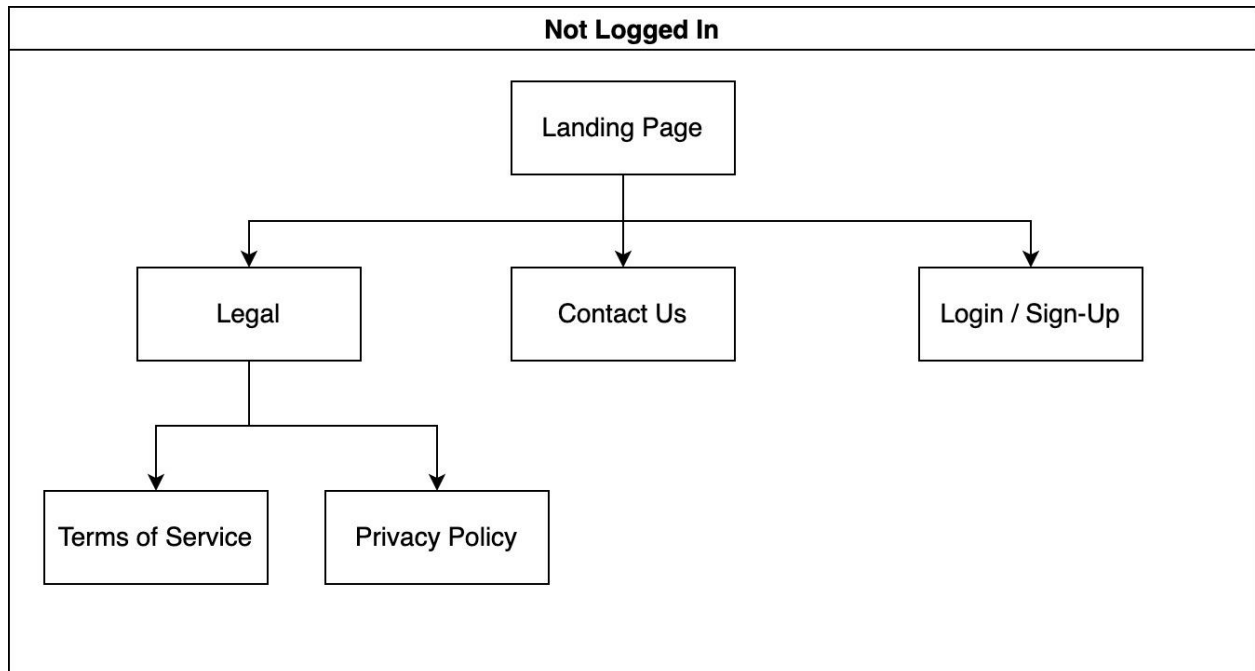 Not Logged In
Landing Page
Legal
Contact Us
Login / Sign-Up
Terms of Service
Privacy Policy